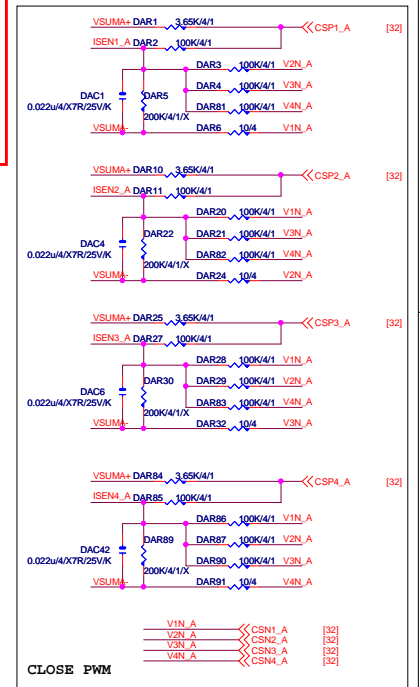 VSUMA+ DAR1 3.65K/4/1 CSP1_A [32]
ISEN1_A DAR2 100K/4/1
DAR3 100K/4/1 V2N_A
DAR4 100K/4/1 V3N_A
DAC1 DAR5 DAR81 100K/4/1 V4N_A
0.022u/4/X7R/25V/K 200K/4/1/X
VSUMA- DAR6 10/4 V1N_A
VSUMA+ DAR10 3.65K/4/1 CSP2_A [32]
ISEN2_A DAR11 100K/4/1
DAR20 100K/4/1 V1N_A
DAR22 DAR21 100K/4/1 V3N_A
DAC4 DAR82 100K/4/1 V4N_A
0.022u/4/X7R/25V/K 200K/4/1/X
VSUMA- DAR24 10/4 V2N_A
VSUMA+ DAR25 3.65K/4/1 CSP3_A [32]
ISEN3_A DAR27 100K/4/1
DAR28 100K/4/1 V1N_A
DAR30 DAR29 100K/4/1 V2N_A
DAC6 DAR83 100K/4/1 V4N_A
0.022u/4/X7R/25V/K 200K/4/1/X
VSUMA- DAR32 10/4 V3N_A
VSUMA+ DAR84 3.65K/4/1 CSP4_A [32]
ISEN4_A DAR85 100K/4/1
DAR86 100K/4/1 V1N_A
DAR89 DAR87 100K/4/1 V2N_A
DAC42 DAR90 100K/4/1 V3N_A
0.022u/4/X7R/25V/K 200K/4/1/X
VSUMA- DAR91 10/4 V4N_A
V1N_A CSN1_A [32]
V2N_A CSN2_A [32]
V3N_A CSN3_A [32]
V4N_A CSN4_A [32]
CLOSE PWM